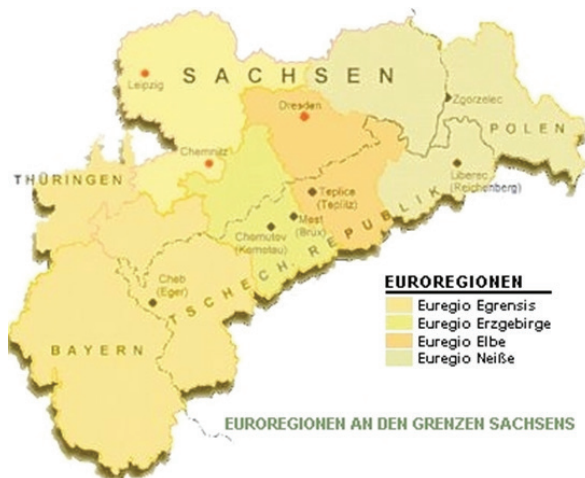 SACHSEN
Leipzig
Dresden
Zgorzelec
POLEN
Chemnitz
THÜRINGEN
Liberec
(Reichenberg)
Teplice
(Teplitz)
Most
(Brüx)
Chomutov
(Komotau)
TSCHECH. REPUBLIK
Cheb
(Eger)
BAYERN
EUROREGIONEN
Euregio Egrensis
Euregio Erzgebirge
Euregio Elbe
Euregio Neiße
EUROREGIONEN AN DEN GRENZEN SACHSENS